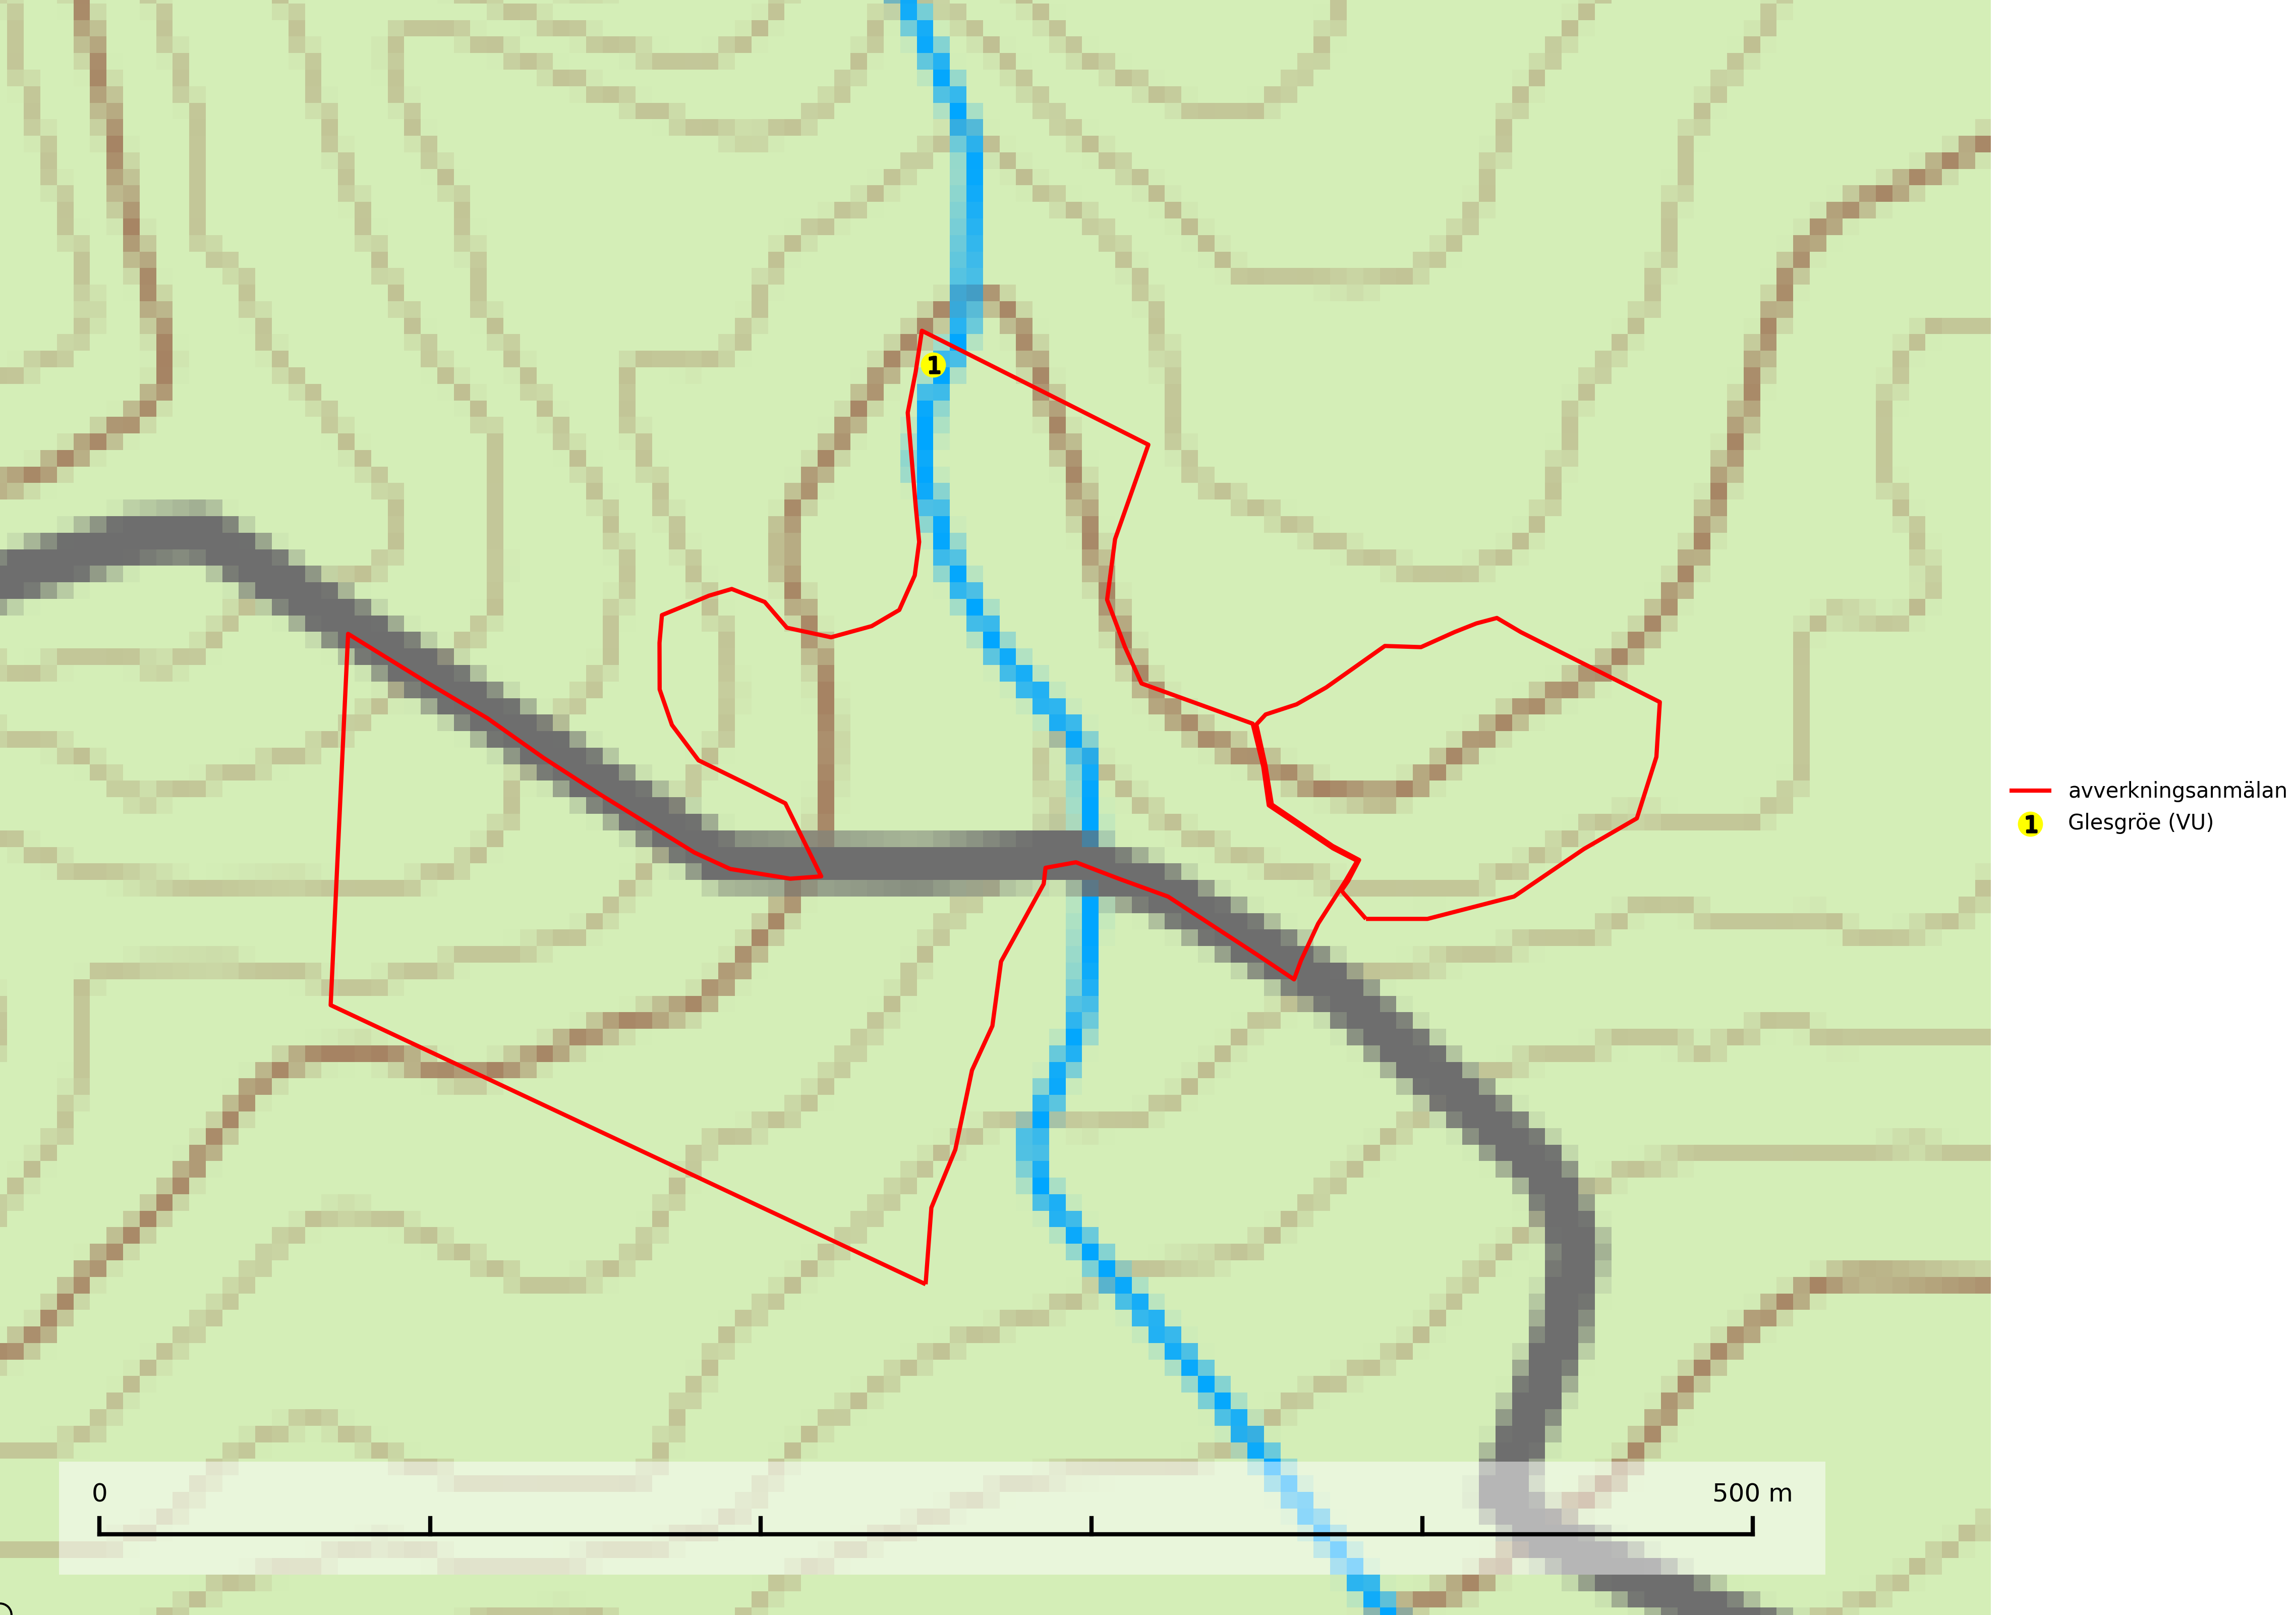 1
avverkningsanmälan
1 Glesgröe (VU)
0 500 m